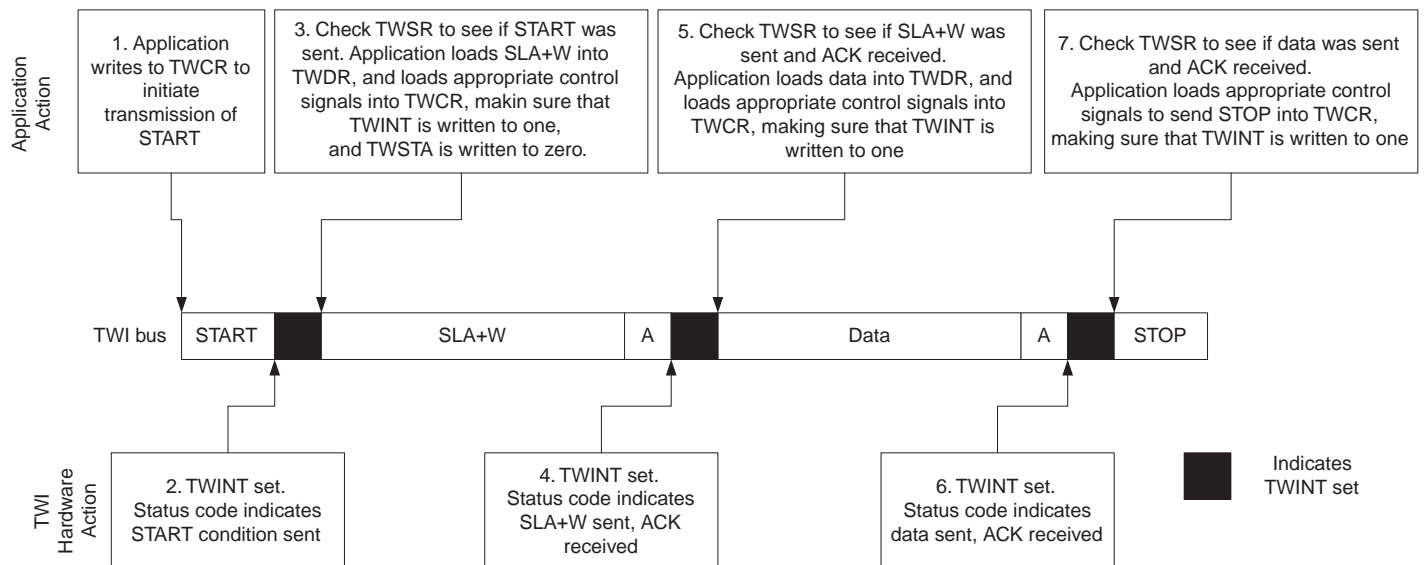 Application
Action
1. Application
writes to TWCR to
initiate
transmission of
START
3. Check TWSR to see if START was
sent. Application loads SLA+W into
TWDR, and loads appropriate control
signals into TWCR, makin sure that
TWINT is written to one,
and TWSTA is written to zero.
5. Check TWSR to see if SLA+W was
sent and ACK received.
Application loads data into TWDR, and
loads appropriate control signals into
TWCR, making sure that TWINT is
written to one
7. Check TWSR to see if data was sent
and ACK received.
Application loads appropriate control
signals to send STOP into TWCR,
making sure that TWINT is written to one
TWI bus
START
SLA+W
A
Data
A
STOP
TWI
Hardware
Action
2. TWINT set.
Status code indicates
START condition sent
4. TWINT set.
Status code indicates
SLA+W sent, ACK
received
6. TWINT set.
Status code indicates
data sent, ACK received
Indicates
TWINT set